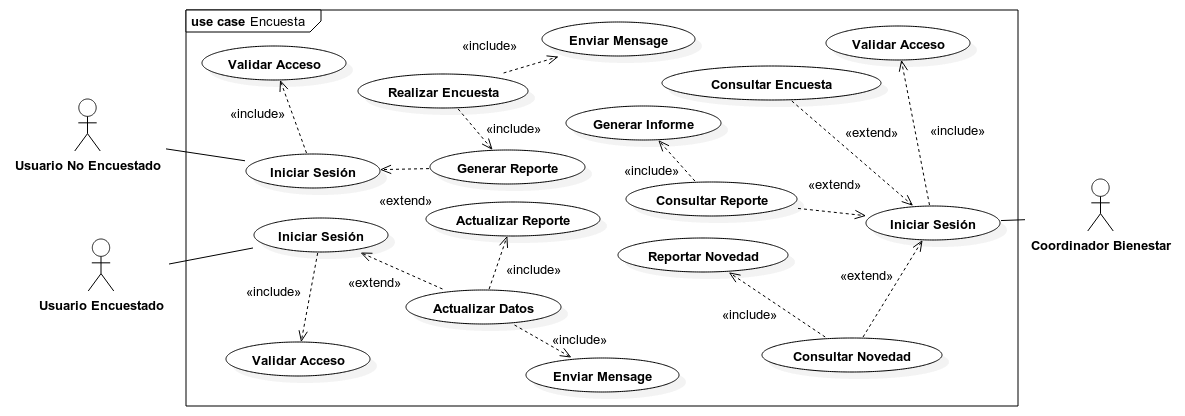 use case Encuesta
Enviar Mensage
«include»
Validar Acceso
Validar Acceso
Realizar Encuesta
Consultar Encuesta
«include»
«include»
Generar Informe
«extend»
«include»
Usuario No Encuestado
Iniciar Sesión
Generar Reporte
«include»
«extend»
Consultar Reporte
«extend»
Actualizar Reporte
Iniciar Sesión
Iniciar Sesión
Coordinador Bienestar
Reportar Novedad
«include»
«extend»
«extend»
«include»
Usuario Encuestado
Actualizar Datos
«include»
«include»
Validar Acceso
Consultar Novedad
Enviar Mensage